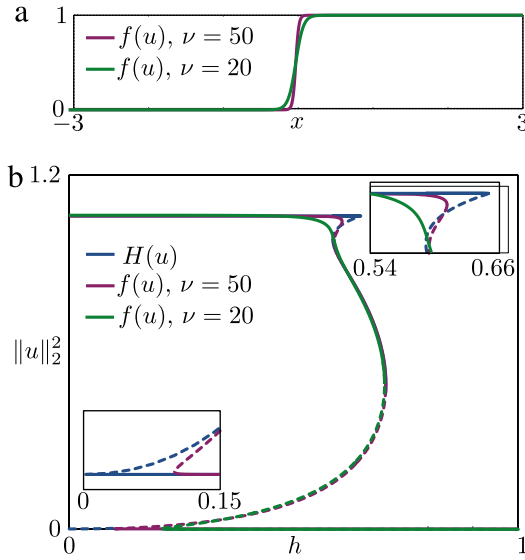 a
1
f(u), ν = 50
f(u), ν = 20
0
−3
x
3
b
1.2
0.54
0.66
H(u)
f(u), ν = 50
f(u), ν = 20
‖u‖₂²
0
0.15
0
0
h
1